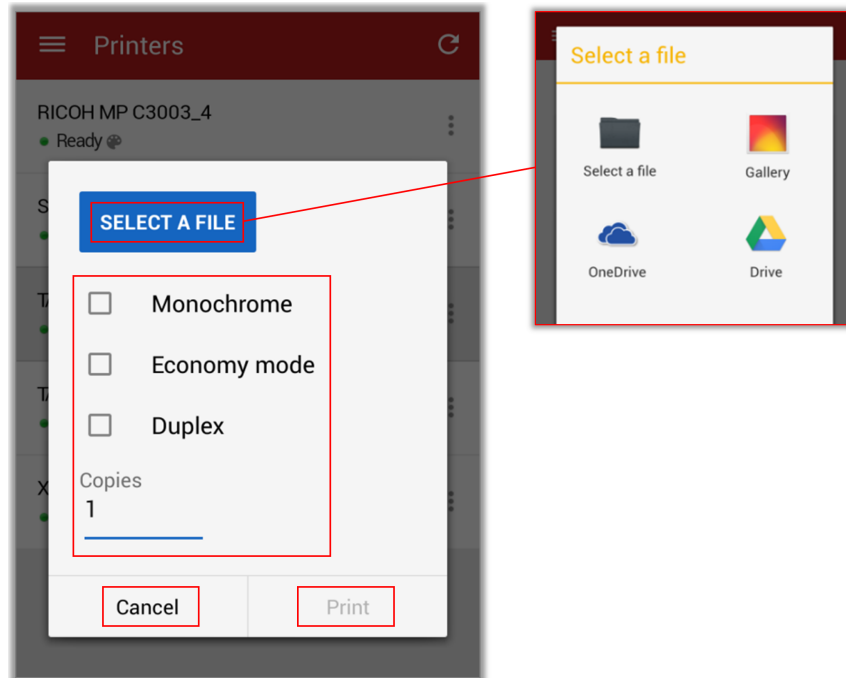 Printers
RICOH MP C3003_4
Ready
S
SELECT A FILE
T
Monochrome
Economy mode
T
Duplex
Copies
X
1
Cancel
Print
Select a file
Select a file
Gallery
OneDrive
Drive